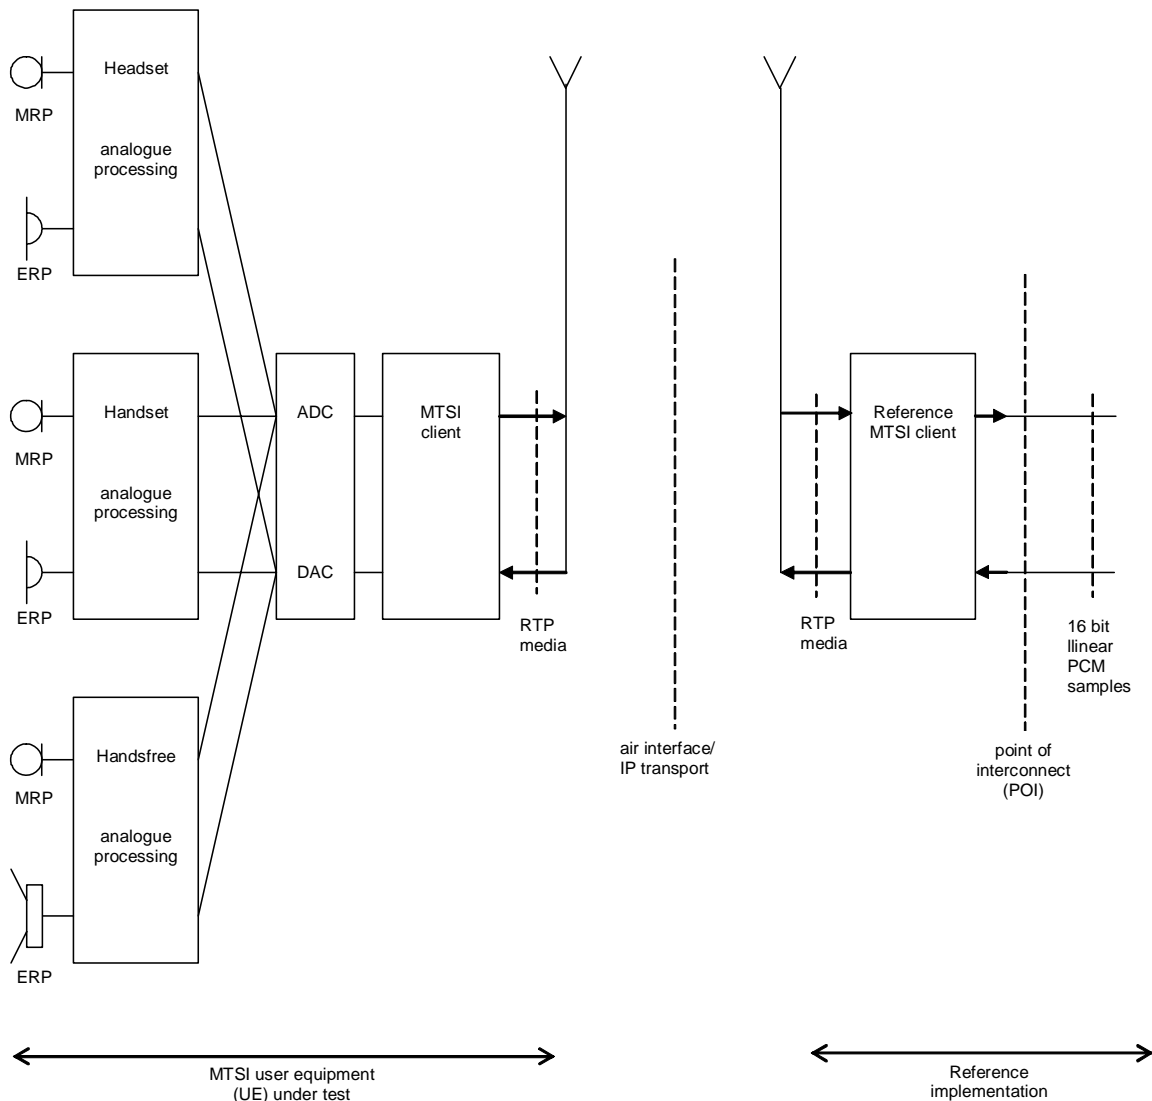 Headset
MRP
analogue
processing
ERP
Handset
MRP
analogue
processing
ERP
Handsfree
MRP
analogue
processing
ERP
ADC
DAC
MTSI
client
RTP
media
air interface/
IP transport
RTP
media
Reference
MTSI client
point of
interconnect
(POI)
16 bit
llinear
PCM
samples
MTSI user equipment
(UE) under test
Reference
implementation